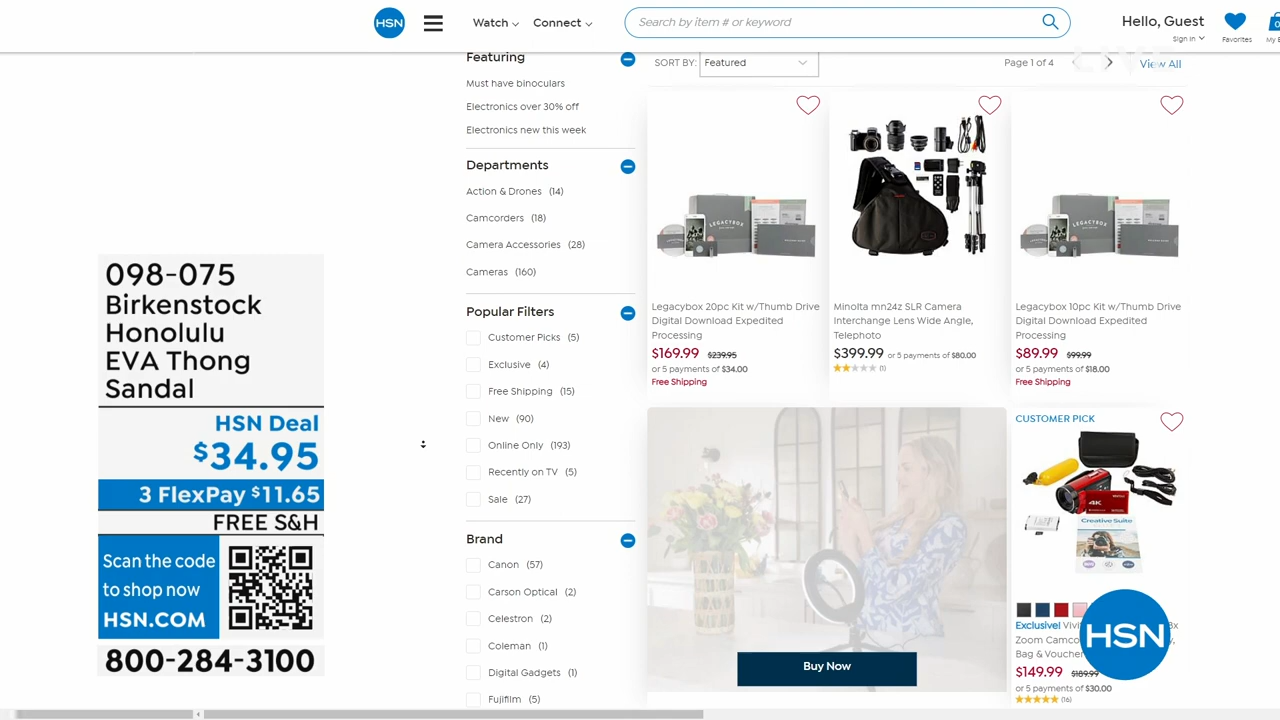 HSN
Watch
Connect
Search by item # or keyword
Hello, Guest
Sign In
Favorites
Featuring
Must have binoculars
Electronics over 30% off
Electronics new this week
SORT BY: Featured
Page 1 of 4
View All
Departments
Action & Drones (14)
Camcorders (18)
Camera Accessories (28)
Cameras (160)
Popular Filters
Customer Picks (5)
Exclusive (4)
Free Shipping (15)
New (90)
Online Only (193)
Recently on TV (5)
Sale (27)
Brand
Canon (57)
Carson Optical (2)
Celestron (2)
Coleman (1)
Digital Gadgets (1)
Fujifilm (5)
LEGACYBOX
Legacybox 20pc Kit w/Thumb Drive
Digital Download Expedited
Processing
$169.99 $239.95
or 5 payments of $34.00
Free Shipping
Minolta mn24z SLR Camera
Interchange Lens Wide Angle,
Telephoto
$399.99 or 5 payments of $80.00
(1)
LEGACYBOX
Legacybox 10pc Kit w/Thumb Drive
Digital Download Expedited
Processing
$89.99 $99.99
or 5 payments of $18.00
Free Shipping
Buy Now
CUSTOMER PICK
4K
Creative Suite
Exclusive!
Zoom
Bag & Voucher
$149.99 $189.99
or 5 payments of $30.00
(16)
HSN
098-075
Birkenstock
Honolulu
EVA Thong
Sandal
HSN Deal
$34.95
3 FlexPay $11.65
FREE S&H
Scan the code
to shop now
HSN.COM
800-284-3100